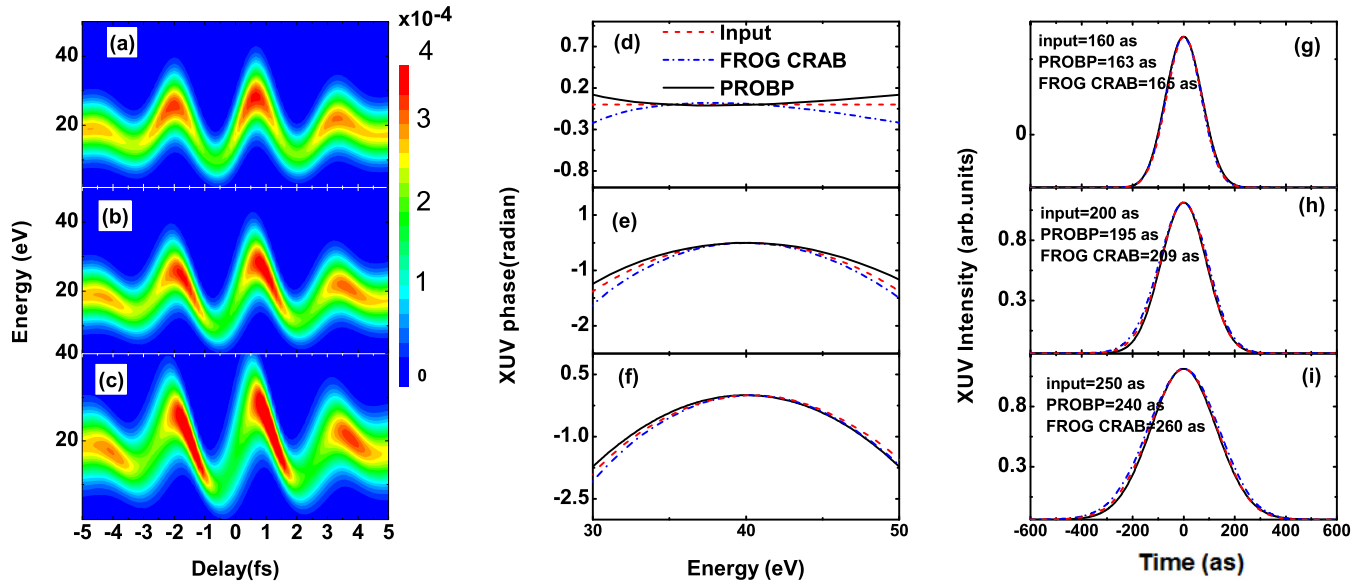 x10-4
(a)
40
20
4
3
2
1
0
(b)
40
20
Energy (eV)
(c)
40
20
-5 -4 -3 -2 -1 0 1 2 3 4 5
Delay(fs)
(d)
Input
FROG CRAB
PROBP
0.7
0.2
-0.3
-0.8
(e)
1
-1
-2
XUV phase(radian)
(f)
0.5
-1.0
-2.5
30 40 50
Energy (eV)
(g)
input=160 as
PROBP=163 as
FROG CRAB=165 as
0
(h)
input=200 as
PROBP=195 as
FROG CRAB=209 as
0.8
0.3
XUV Intensity (arb.units)
(i)
input=250 as
PROBP=240 as
FROG CRAB=260 as
0.8
0.3
-600 -400 -200 0 200 400 600
Time (as)